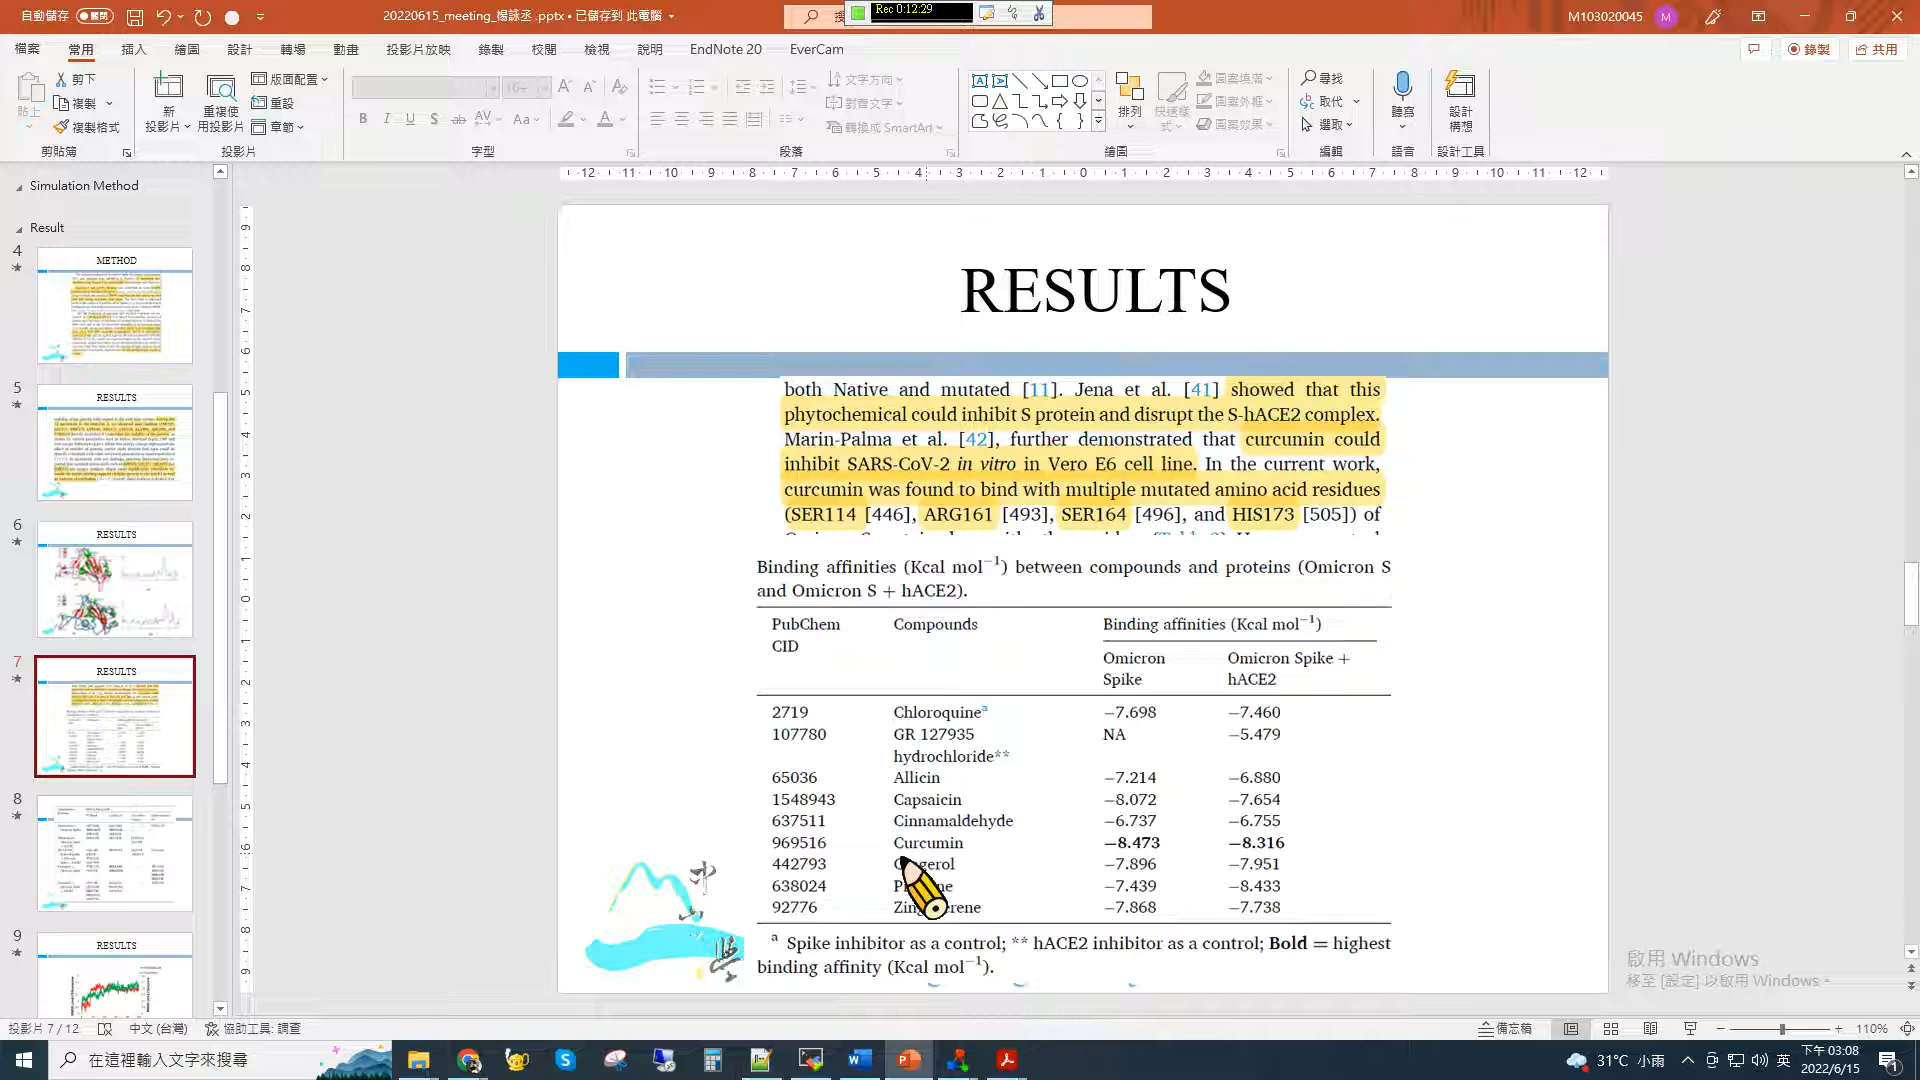 自動儲存 關閉 20220615_meeting_楊詠丞.pptx • 已儲存到 此電腦 Rec 0:12:29 M103020045 M
檔案 常用 插入 繪圖 設計 轉場 動畫 投影片放映 錄製 校閱 檢視 說明 EndNote 20 EverCam 錄製 共用
貼上 剪下 複製 複製格式 剪貼簿
新投影片 重複使用投影片 版面配置 重設 章節 投影片
字型
文字方向 對齊文字 轉換成 SmartArt 段落
排列 快速樣式 圖案填滿 圖案外框 圖案效果 繪圖
尋找 取代 選取 編輯
聽寫 語音
設計構想 設計工具
Simulation Method
Result
4 METHOD
5 RESULTS
6 RESULTS
7 RESULTS
8
9 RESULTS
RESULTS
both Native and mutated [11]. Jena et al. [41] showed that this
phytochemical could inhibit S protein and disrupt the S-hACE2 complex.
Marin-Palma et al. [42], further demonstrated that curcumin could
inhibit SARS-CoV-2 in vitro in Vero E6 cell line. In the current work,
curcumin was found to bind with multiple mutated amino acid residues
(SER114 [446], ARG161 [493], SER164 [496], and HIS173 [505]) of
Binding affinities (Kcal mol−1) between compounds and proteins (Omicron S
and Omicron S + hACE2).
PubChem CID Compounds Binding affinities (Kcal mol−1)
Omicron Spike Omicron Spike + hACE2
2719 Chloroquine a −7.698 −7.460
107780 GR 127935 hydrochloride** NA −5.479
65036 Allicin −7.214 −6.880
1548943 Capsaicin −8.072 −7.654
637511 Cinnamaldehyde −6.737 −6.755
969516 Curcumin −8.473 −8.316
442793 −7.896 −7.951
638024 −7.439 −8.433
92776 −7.868 −7.738
a Spike inhibitor as a control; ** hACE2 inhibitor as a control; Bold = highest
binding affinity (Kcal mol−1).
啟用 Windows
移至 [設定] 以啟用 Windows。
投影片 7 / 12 中文 (台灣) 協助工具: 調查 備忘稿 110%
在這裡輸入文字來搜尋 31°C 小雨 英 下午 03:08
2022/6/15 1